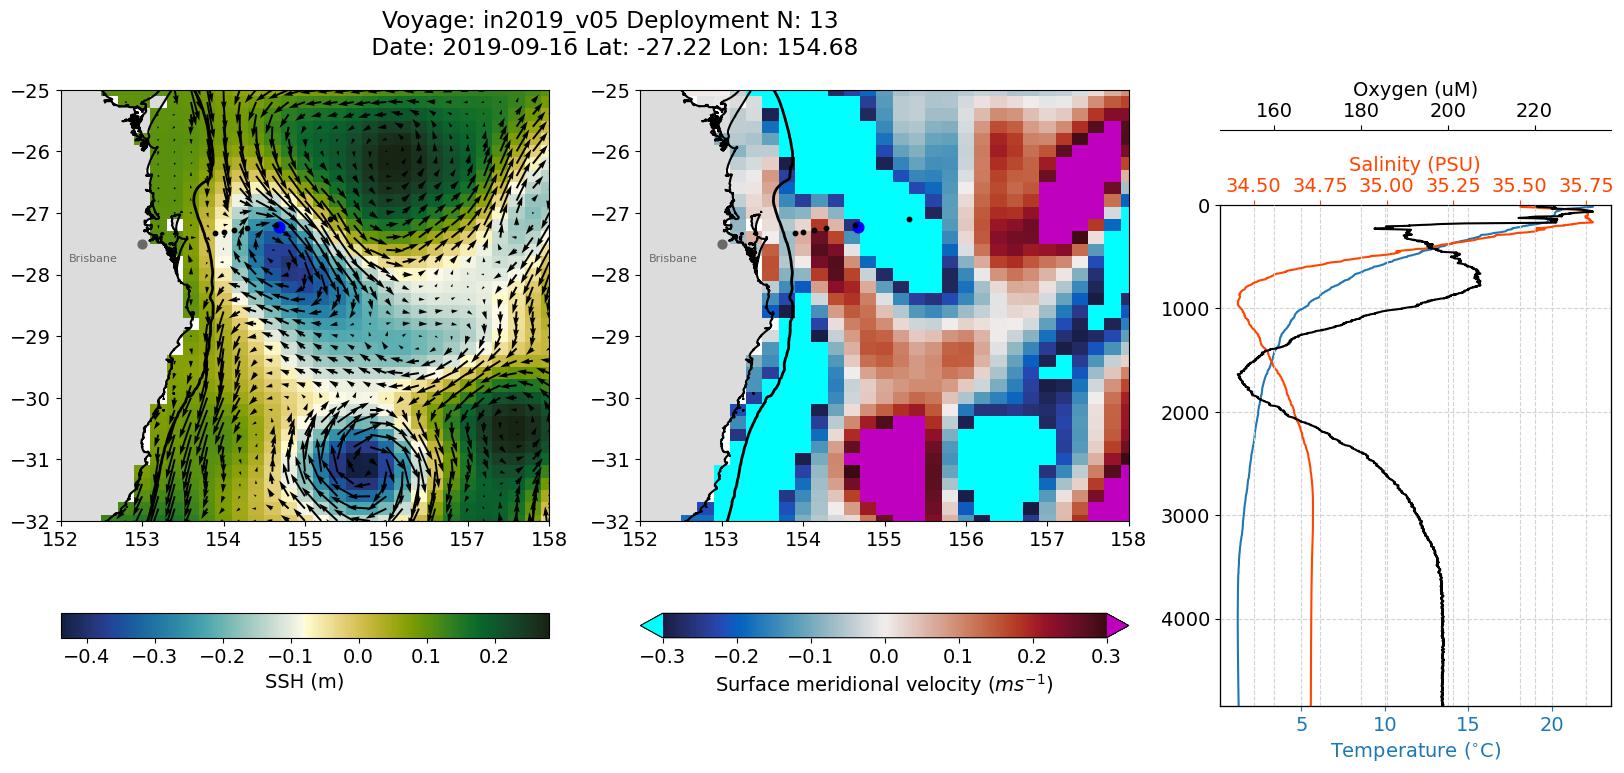 Voyage: in2019_v05 Deployment N: 13
Date: 2019-09-16 Lat: -27.22 Lon: 154.68
−25
−26
−27
−28
−29
−30
−31
−32
Brisbane
152 153 154 155 156 157 158
−0.4 −0.3 −0.2 −0.1 0.0 0.1 0.2
SSH (m)
−25
−26
−27
−28
−29
−30
−31
−32
Brisbane
152 153 154 155 156 157 158
−0.3 −0.2 −0.1 0.0 0.1 0.2 0.3
Surface meridional velocity (ms⁻¹)
Oxygen (uM)
160 180 200 220
Salinity (PSU)
34.50 34.75 35.00 35.25 35.50 35.75
0
1000
2000
3000
4000
5 10 15 20
Temperature (°C)